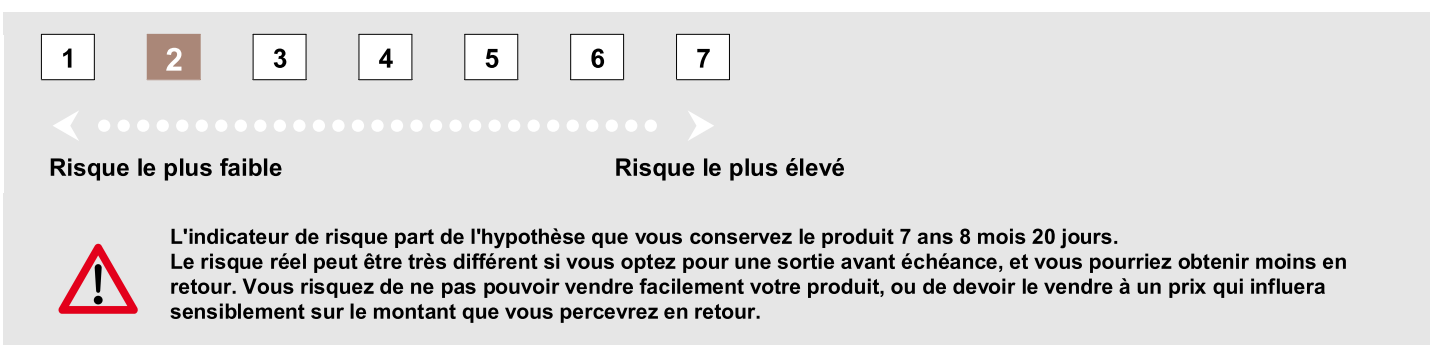 1 2 3 4 5 6 7
Risque le plus faible Risque le plus élevé
L'indicateur de risque part de l'hypothèse que vous conservez le produit 7 ans 8 mois 20 jours.
Le risque réel peut être très différent si vous optez pour une sortie avant échéance, et vous pourriez obtenir moins en
retour. Vous risquez de ne pas pouvoir vendre facilement votre produit, ou de devoir le vendre à un prix qui influera
sensiblement sur le montant que vous percevrez en retour.